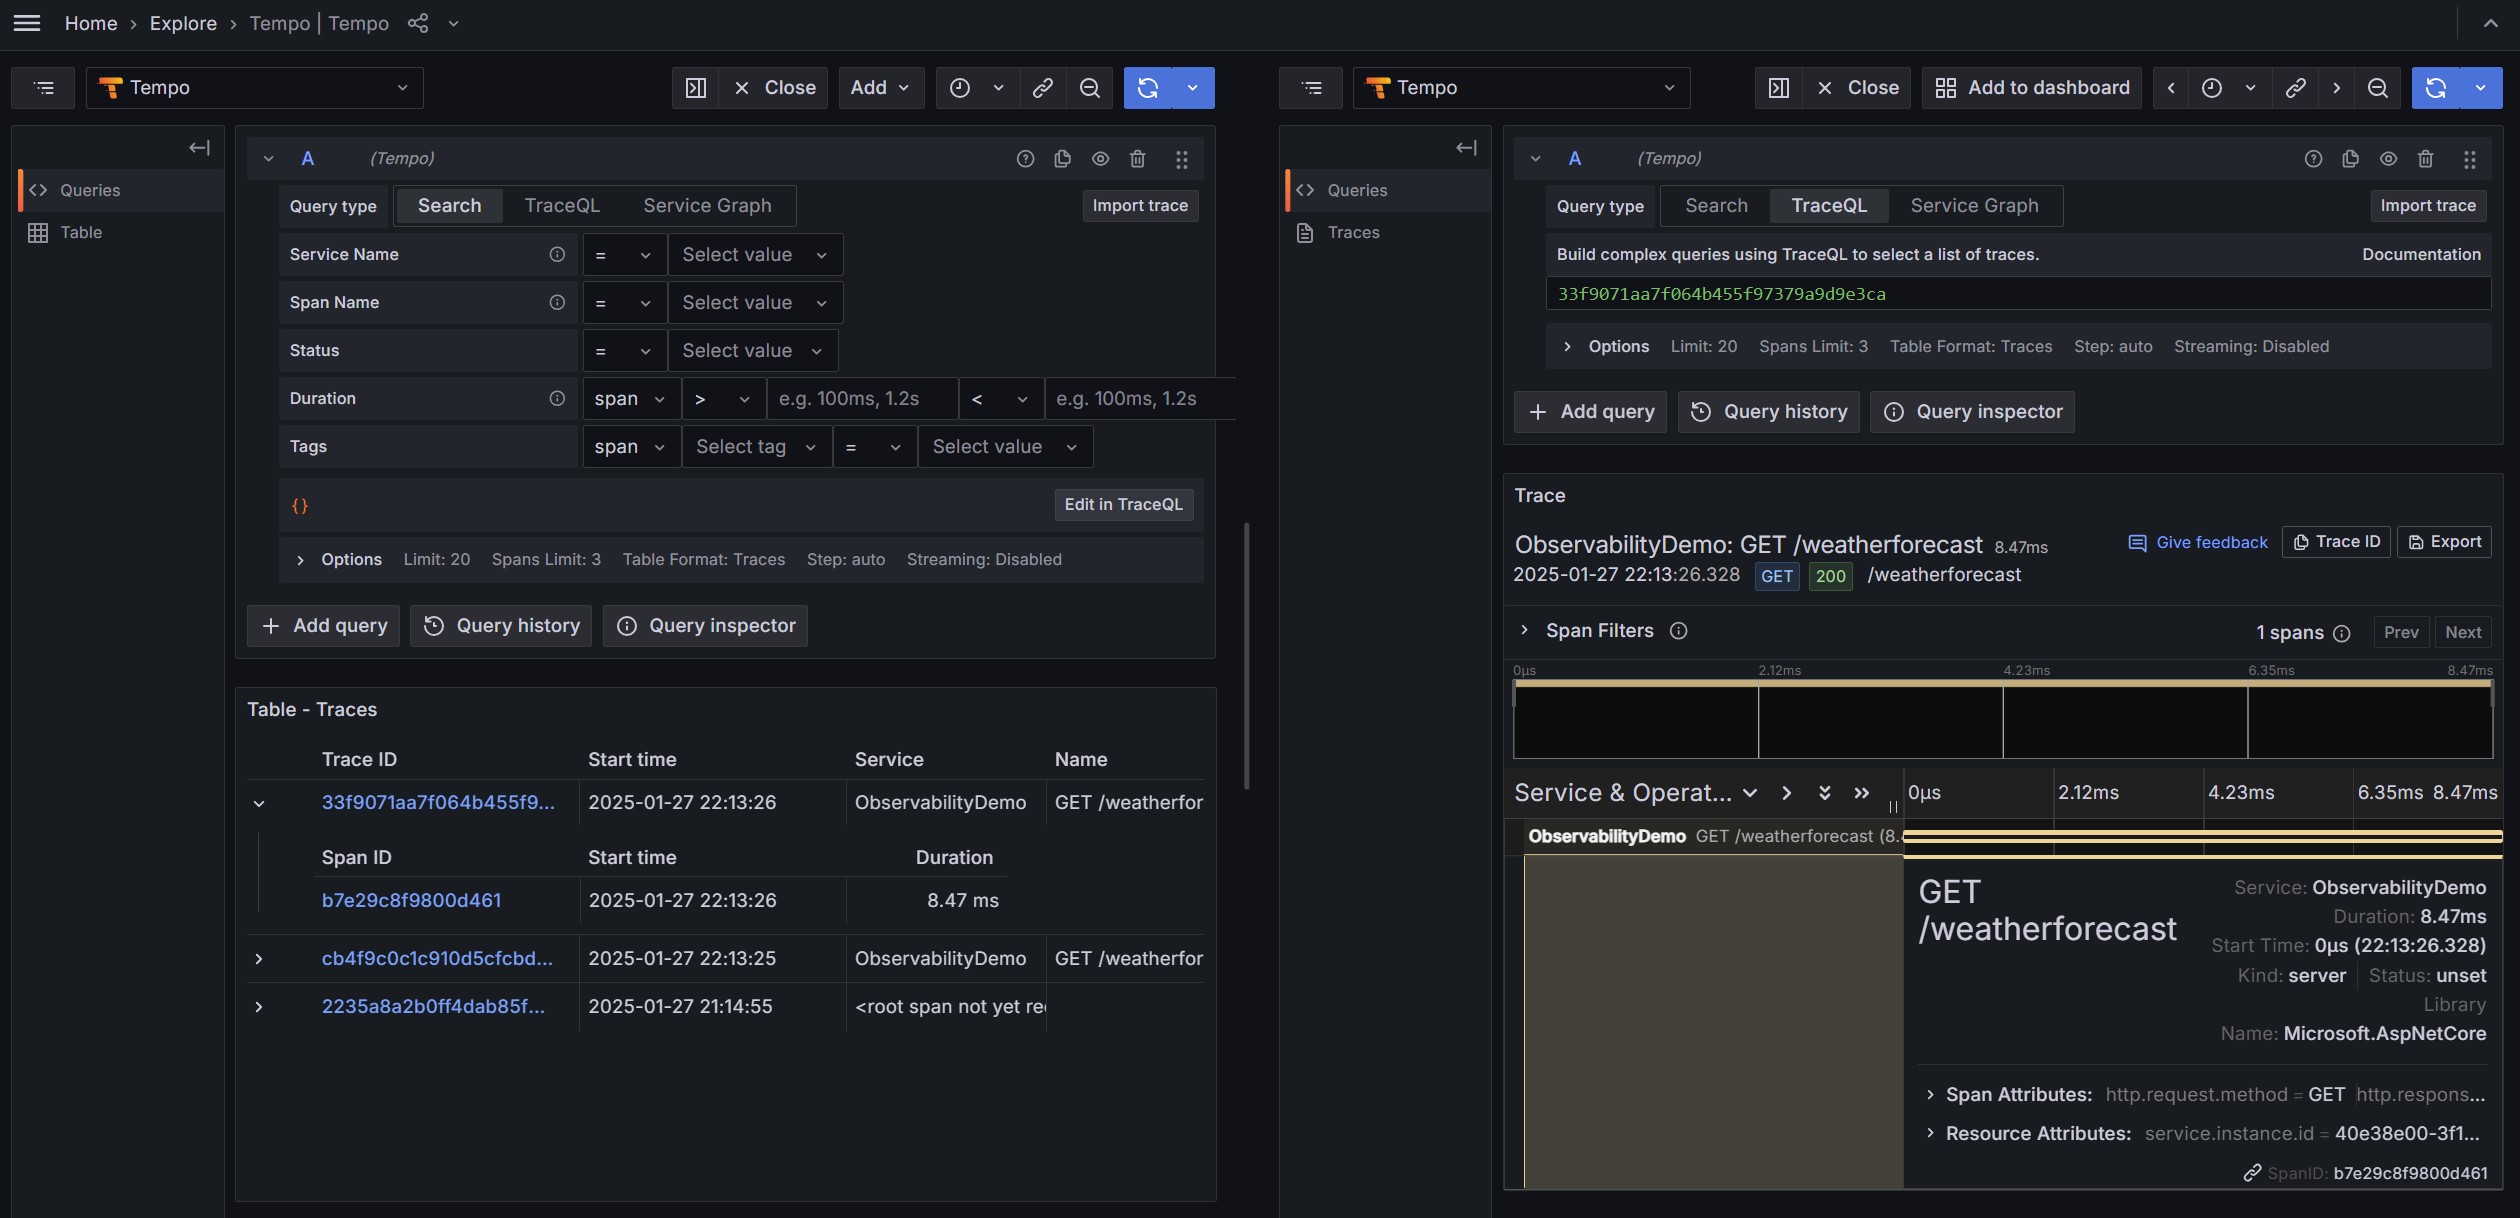 Home › Explore › Tempo | Tempo
Tempo
Close
Add
Queries
Table
A (Tempo)
Query type Search TraceQL Service Graph Import trace
Service Name = Select value
Span Name = Select value
Status = Select value
Duration span > e.g. 100ms, 1.2s < e.g. 100ms, 1.2s
Tags span Select tag = Select value
{} Edit in TraceQL
Options Limit: 20 Spans Limit: 3 Table Format: Traces Step: auto Streaming: Disabled
+ Add query Query history Query inspector
Table - Traces
Trace ID Start time Service Name
33f9071aa7f064b455f9... 2025-01-27 22:13:26 ObservabilityDemo GET /weatherfor
Span ID Start time Duration
b7e29c8f9800d461 2025-01-27 22:13:26 8.47 ms
cb4f9c0c1c910d5cfcbd... 2025-01-27 22:13:25 ObservabilityDemo GET /weatherfor
2235a8a2b0ff4dab85f... 2025-01-27 21:14:55 <root span not yet re
Tempo
Close
Add to dashboard
Queries
Traces
A (Tempo)
Query type Search TraceQL Service Graph Import trace
Build complex queries using TraceQL to select a list of traces. Documentation
33f9071aa7f064b455f97379a9d9e3ca
Options Limit: 20 Spans Limit: 3 Table Format: Traces Step: auto Streaming: Disabled
+ Add query Query history Query inspector
Trace
ObservabilityDemo: GET /weatherforecast 8.47ms Give feedback Trace ID Export
2025-01-27 22:13:26.328 GET 200 /weatherforecast
Span Filters 1 spans Prev Next
0μs 2.12ms 4.23ms 6.35ms 8.47ms
Service & Operat... 0μs 2.12ms 4.23ms 6.35ms 8.47ms
ObservabilityDemo GET /weatherforecast (8.
GET
/weatherforecast
Service: ObservabilityDemo
Duration: 8.47ms
Start Time: 0μs (22:13:26.328)
Kind: server Status: unset
Library
Name: Microsoft.AspNetCore
Span Attributes: http.request.method = GET http.respons...
Resource Attributes: service.instance.id = 40e38e00-3f1...
SpanID: b7e29c8f9800d461